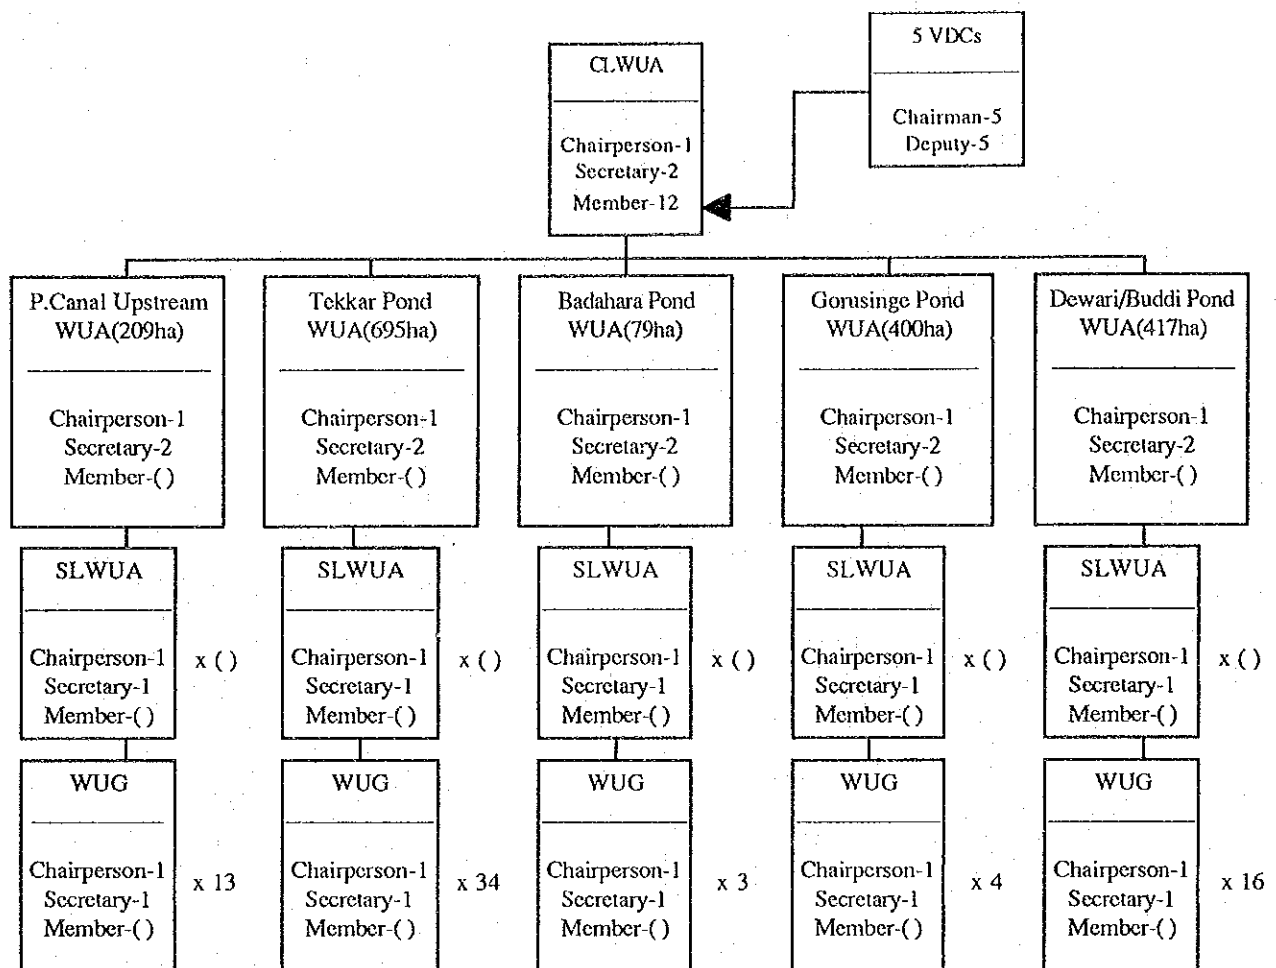 5 VDCs
Chairman-5
Deputy-5
CLWUA
Chairperson-1
Secretary-2
Member-12
P.Canal Upstream
WUA(209ha)
Chairperson-1
Secretary-2
Member-( )
Tekkar Pond
WUA(695ha)
Chairperson-1
Secretary-2
Member-( )
Badahara Pond
WUA(79ha)
Chairperson-1
Secretary-2
Member-( )
Gorusinge Pond
WUA(400ha)
Chairperson-1
Secretary-2
Member-( )
Dewari/Buddi Pond
WUA(417ha)
Chairperson-1
Secretary-2
Member-( )
SLWUA
Chairperson-1
Secretary-1
Member-( )
x ( )
SLWUA
Chairperson-1
Secretary-1
Member-( )
x ( )
SLWUA
Chairperson-1
Secretary-1
Member-( )
x ( )
SLWUA
Chairperson-1
Secretary-1
Member-( )
x ( )
SLWUA
Chairperson-1
Secretary-1
Member-( )
x ( )
WUG
Chairperson-1
Secretary-1
Member-( )
x 13
WUG
Chairperson-1
Secretary-1
Member-( )
x 34
WUG
Chairperson-1
Secretary-1
Member-( )
x 3
WUG
Chairperson-1
Secretary-1
Member-( )
x 4
WUG
Chairperson-1
Secretary-1
Member-( )
x 16